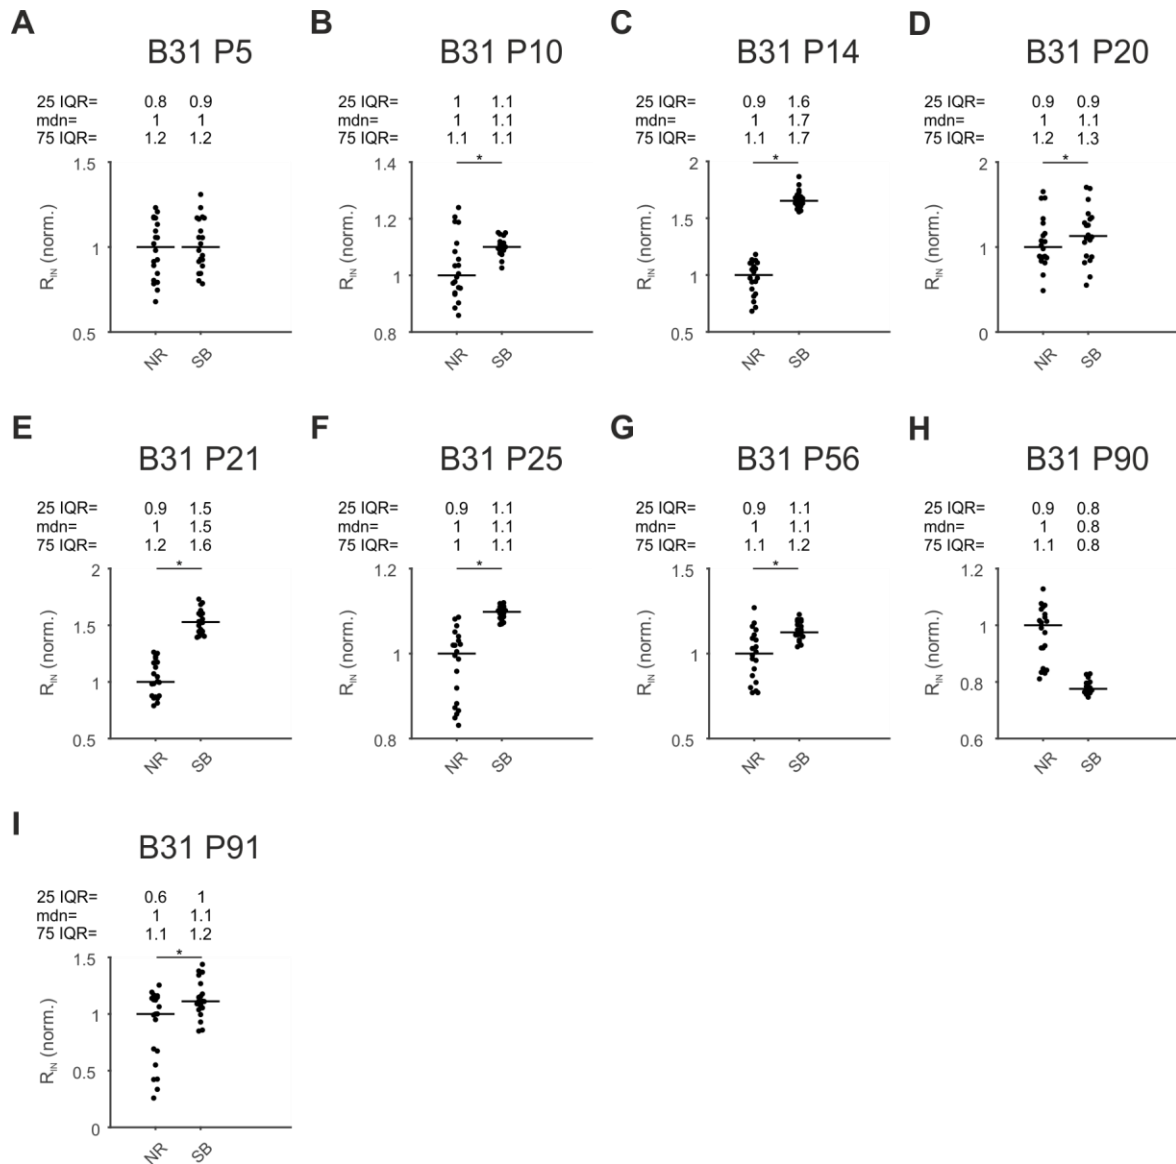 A B C D
B31 P5 B31 P10 B31 P14 B31 P20
25 IQR= 0.8 0.9 25 IQR= 1 1.1 25 IQR= 0.9 1.6 25 IQR= 0.9 0.9
mdn= 1 1 mdn= 1 1.1 mdn= 1 1.7 mdn= 1 1.1
75 IQR= 1.2 1.2 75 IQR= 1.1 1.1 75 IQR= 1.1 1.7 75 IQR= 1.2 1.3
* * *
1.5 1.4 2 2
1.2 1.5
R_IN (norm.) 1 R_IN (norm.) 1 R_IN (norm.) 1 R_IN (norm.) 1
0.5 0.8 0.5 0
NR SB NR SB NR SB NR SB
E F G H
B31 P21 B31 P25 B31 P56 B31 P90
25 IQR= 0.9 1.5 25 IQR= 0.9 1.1 25 IQR= 0.9 1.1 25 IQR= 0.9 0.8
mdn= 1 1.5 mdn= 1 1.1 mdn= 1 1.1 mdn= 1 0.8
75 IQR= 1.2 1.6 75 IQR= 1 1.1 75 IQR= 1.1 1.2 75 IQR= 1.1 0.8
* * *
2 1.2 1.5 1.2
1.5 1
R_IN (norm.) 1 R_IN (norm.) 1 R_IN (norm.) 1 R_IN (norm.) 0.8
0.5 0.8 0.5 0.6
NR SB NR SB NR SB NR SB
I
B31 P91
25 IQR= 0.6 1
mdn= 1 1.1
75 IQR= 1.1 1.2
*
1.5
1
R_IN (norm.) 0.5
0
NR SB